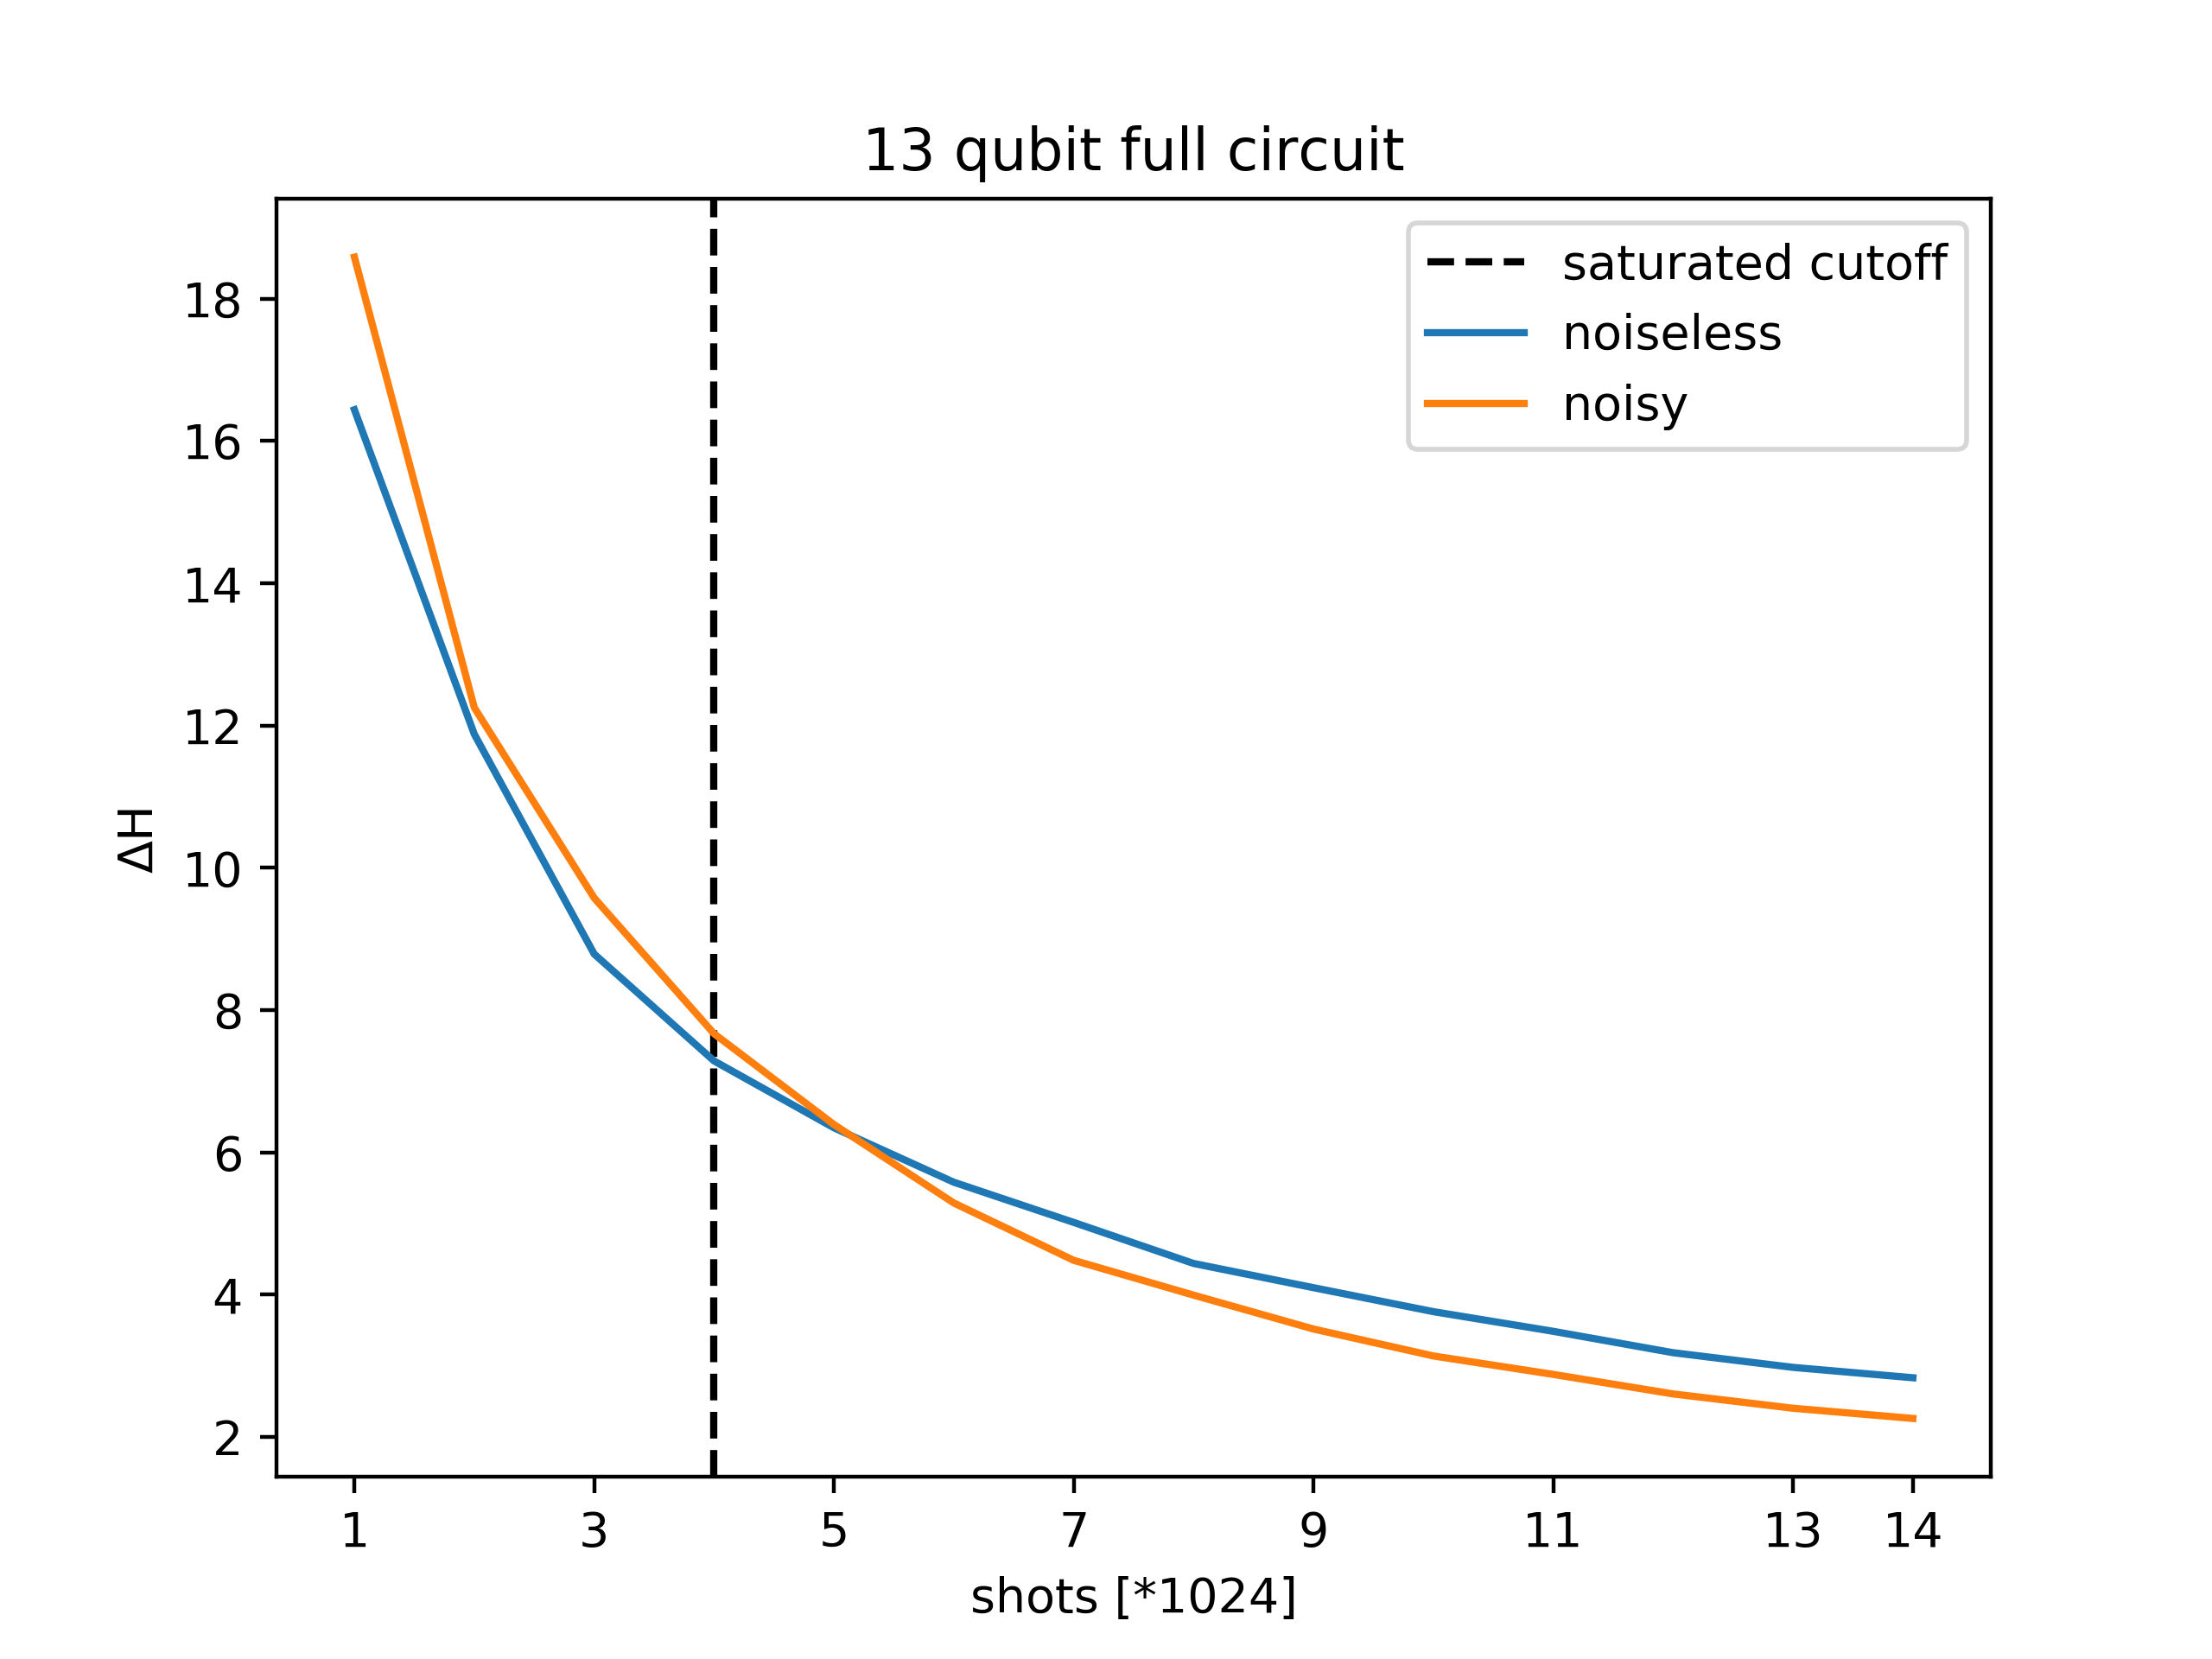 13 qubit full circuit
saturated cutoff
noiseless
noisy
18
16
14
12
10
8
6
4
2
ΔH
1 3 5 7 9 11 13 14
shots [*1024]